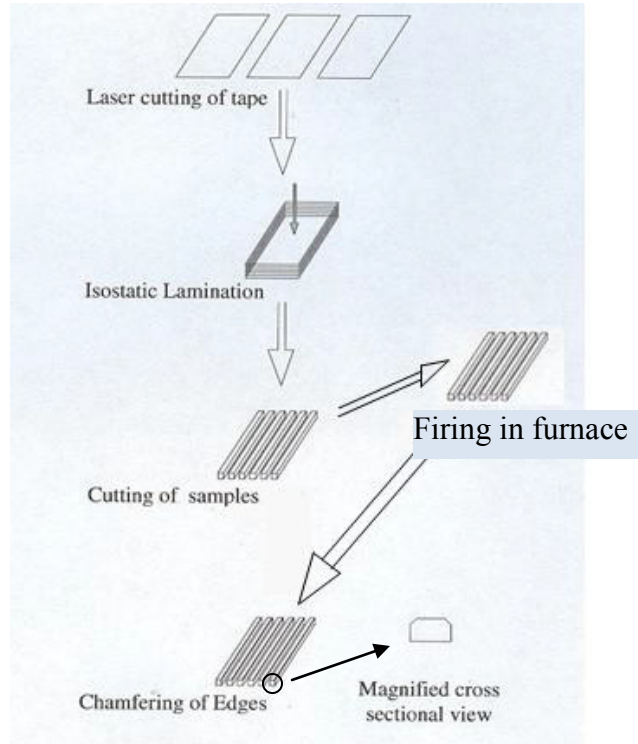 Laser cutting of tape
Isostatic Lamination
Firing in furnace
Cutting of samples
Chamfering of Edges
Magnified cross
sectional view